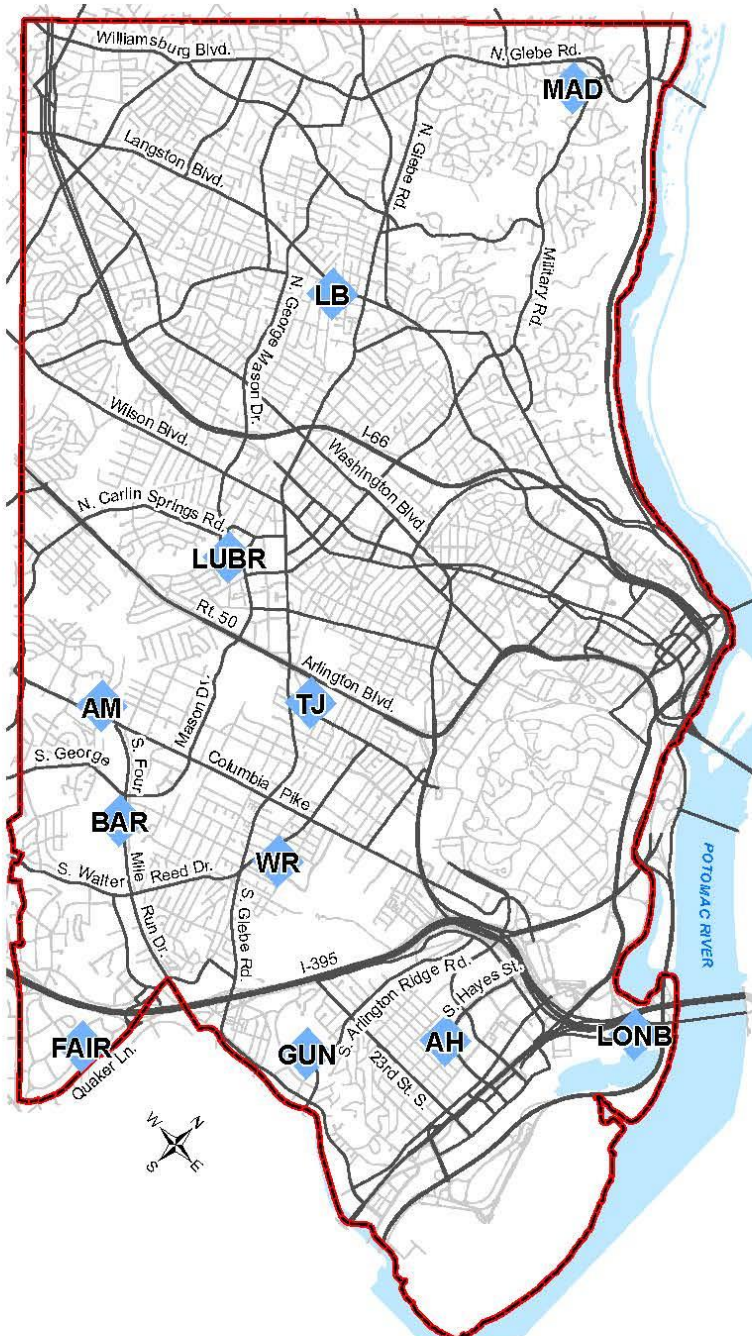 Williamsburg Blvd.
N. Glebe Rd.
MAD
Langston Blvd.
N. Glebe Rd.
Military Rd.
LB
N. George Mason Dr.
Wilson Blvd.
I-66
Washington Blvd.
N. Carlin Springs Rd.
LUBR
Rt. 50
Arlington Blvd.
AM
TJ
Mason Dr.
S. George
S. Four
Columbia Pike
BAR
Mile
WR
S. Walter Reed Dr.
Run Dr.
S. Glebe Rd.
POTOMAC RIVER
I-395
S. Arlington Ridge Rd.
S. Hayes St.
FAIR
GUN
AH
LONB
Quaker Ln.
23rd St. S.
N
W
E
S